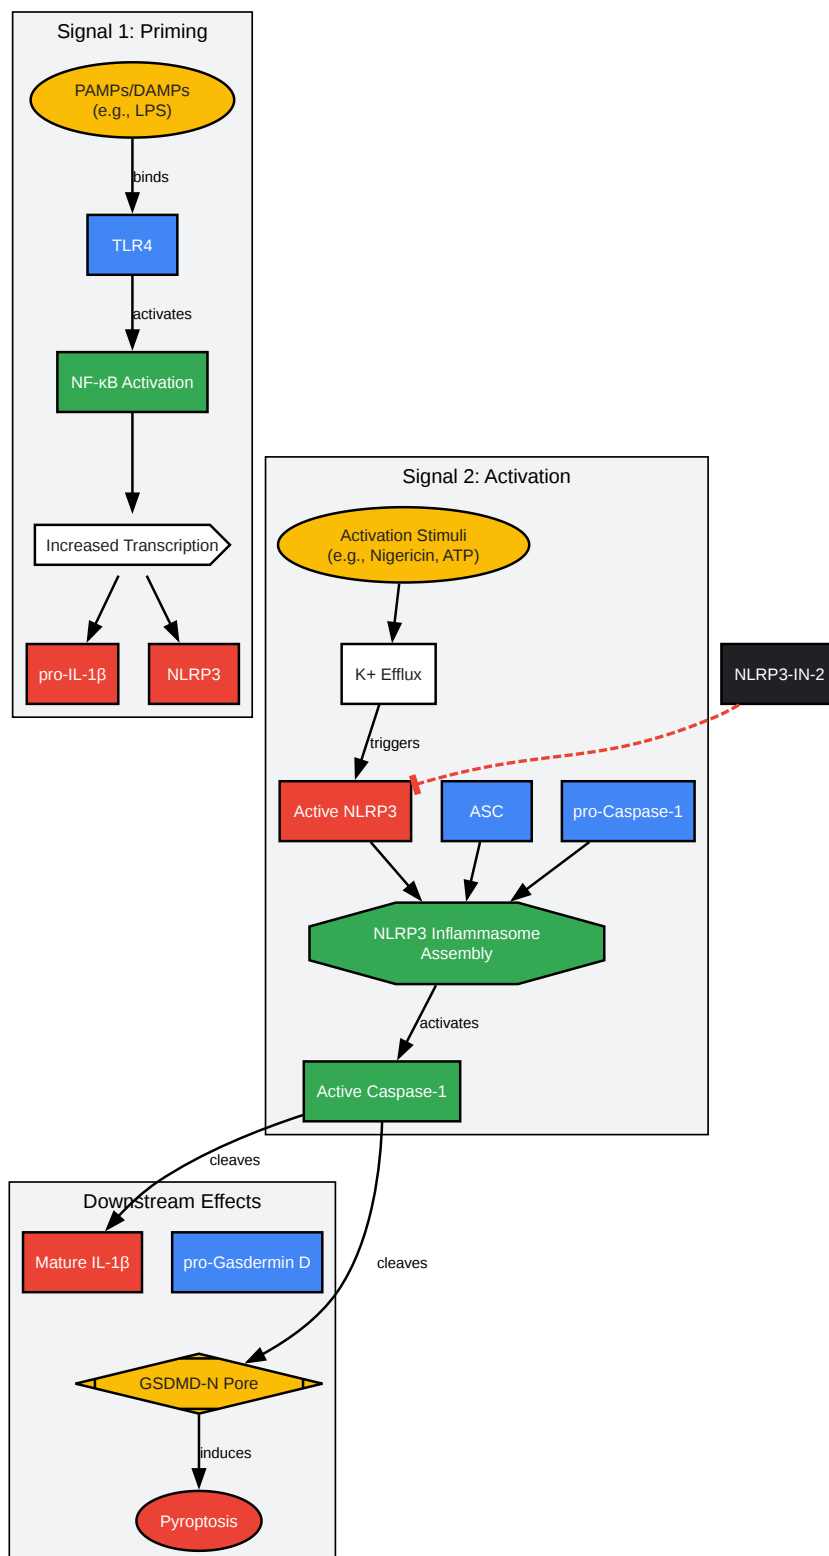 Signal 1: Priming
PAMPs/DAMPs
(e.g., LPS)
binds
TLR4
activates
NF-κB Activation
Increased Transcription
pro-IL-1β
NLRP3
Signal 2: Activation
Activation Stimuli
(e.g., Nigericin, ATP)
K+ Efflux
NLRP3-IN-2
triggers
Active NLRP3
ASC
pro-Caspase-1
NLRP3 Inflammasome
Assembly
activates
Active Caspase-1
cleaves
Downstream Effects
Mature IL-1β
pro-Gasdermin D
cleaves
GSDMD-N Pore
induces
Pyroptosis